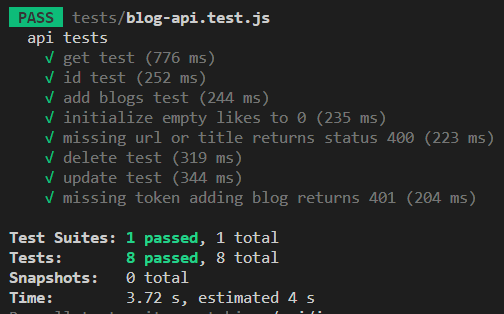 PASS tests/blog-api.test.js
api tests
√ get test (776 ms)
√ id test (252 ms)
√ add blogs test (244 ms)
√ initialize empty likes to 0 (235 ms)
√ missing url or title returns status 400 (223 ms)
√ delete test (319 ms)
√ update test (344 ms)
√ missing token adding blog returns 401 (204 ms)
Test Suites: 1 passed, 1 total
Tests: 8 passed, 8 total
Snapshots: 0 total
Time: 3.72 s, estimated 4 s